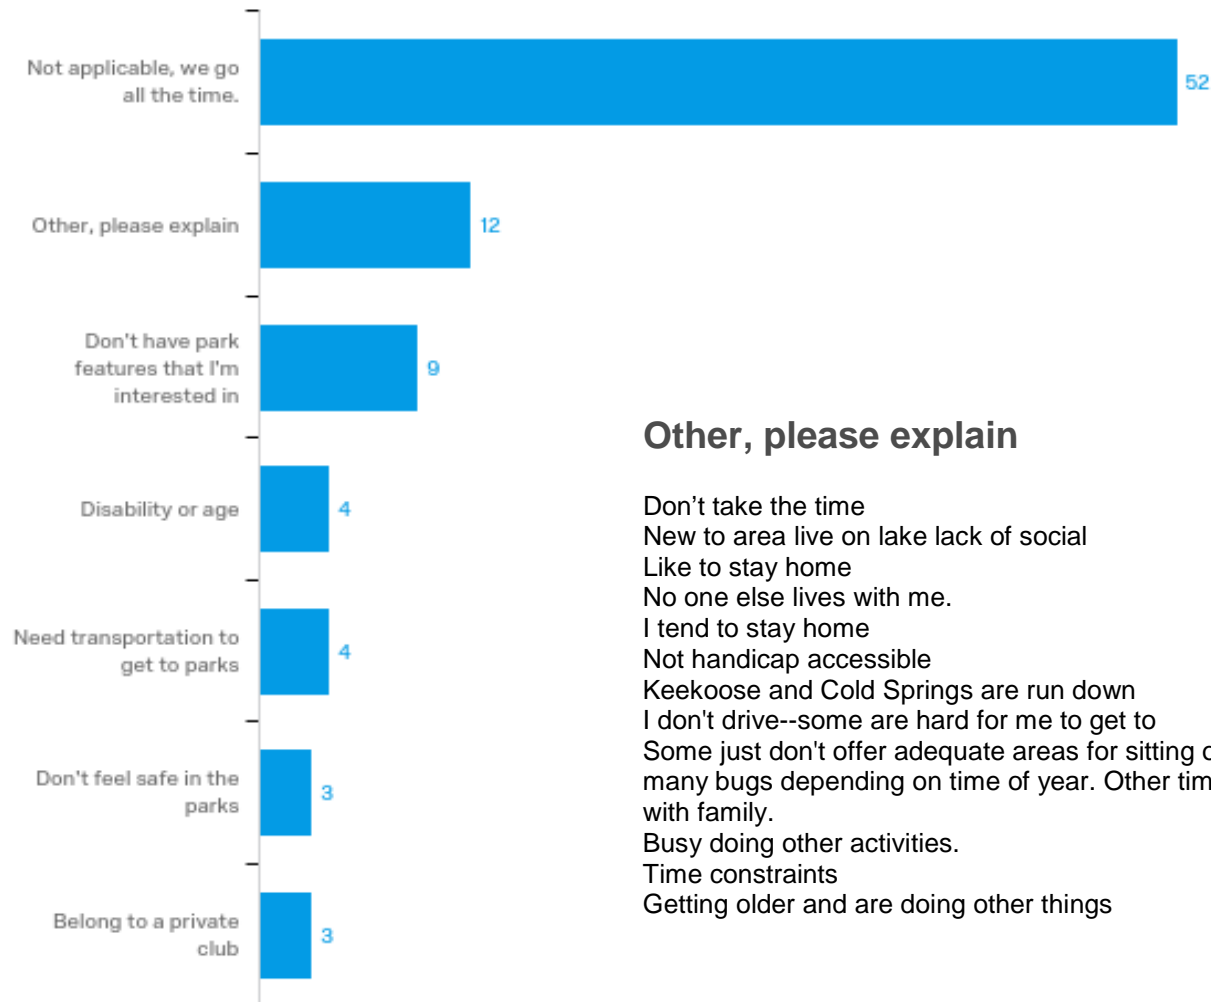 Not applicable, we go
all the time.
52
Other, please explain
12
Don't have park
features that I'm
interested in
9
Disability or age
4
Need transportation to
get to parks
4
Don't feel safe in the
parks
3
Belong to a private
club
3
Other, please explain
Don’t take the time
New to area live on lake lack of social
Like to stay home
No one else lives with me.
I tend to stay home
Not handicap accessible
Keekoose and Cold Springs are run down
I don't drive--some are hard for me to get to
Some just don't offer adequate areas for sitting
many bugs depending on time of year. Other
with family.
Busy doing other activities.
Time constraints
Getting older and are doing other things